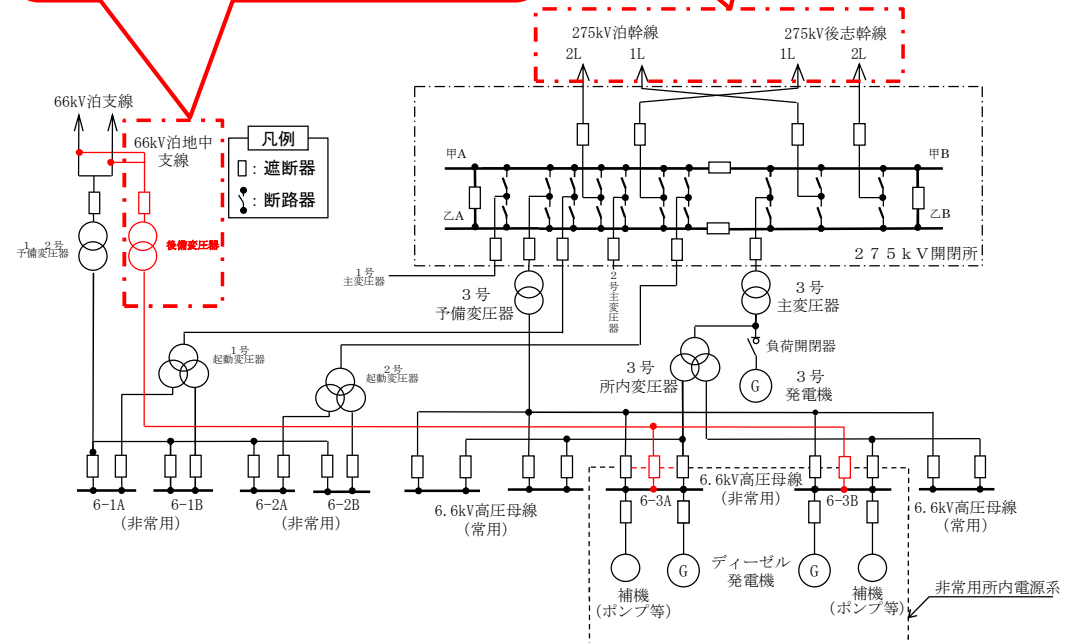 275kV泊幹線
275kV後志幹線
2L
1L
1L
2L
66kV泊支線
66kV泊地中
支線
凡例
：遮断器
：断路器
甲A
甲B
乙A
乙B
275kV開閉所
1，2号
予備変圧器
後備変圧器
1号
主変圧器
3号
予備変圧器
2号主変圧器
3号
主変圧器
1号
起動変圧器
2号
起動変圧器
3号
所内変圧器
負荷開閉器
G
3号
発電機
6-1A
6-1B
6-2A
6-2B
(非常用)
(非常用)
6.6kV高圧母線
(常用)
6-3A
6.6kV高圧母線
(非常用)
6-3B
6.6kV高圧母線
(常用)
補機
(ポンプ等)
G
ディーゼル
発電機
G
補機
(ポンプ等)
非常用所内電源系